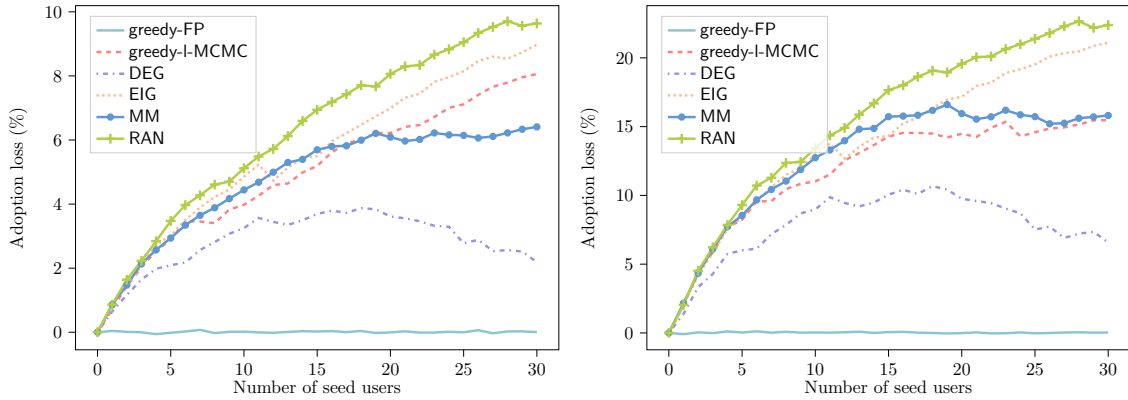 10
8
6
4
2
0
Adoption loss (%)
greedy-FP
greedy-I-MCMC
DEG
EIG
MM
RAN
0 5 10 15 20 25 30
Number of seed users
20
15
10
5
0
Adoption loss (%)
greedy-FP
greedy-I-MCMC
DEG
EIG
MM
RAN
0 5 10 15 20 25 30
Number of seed users